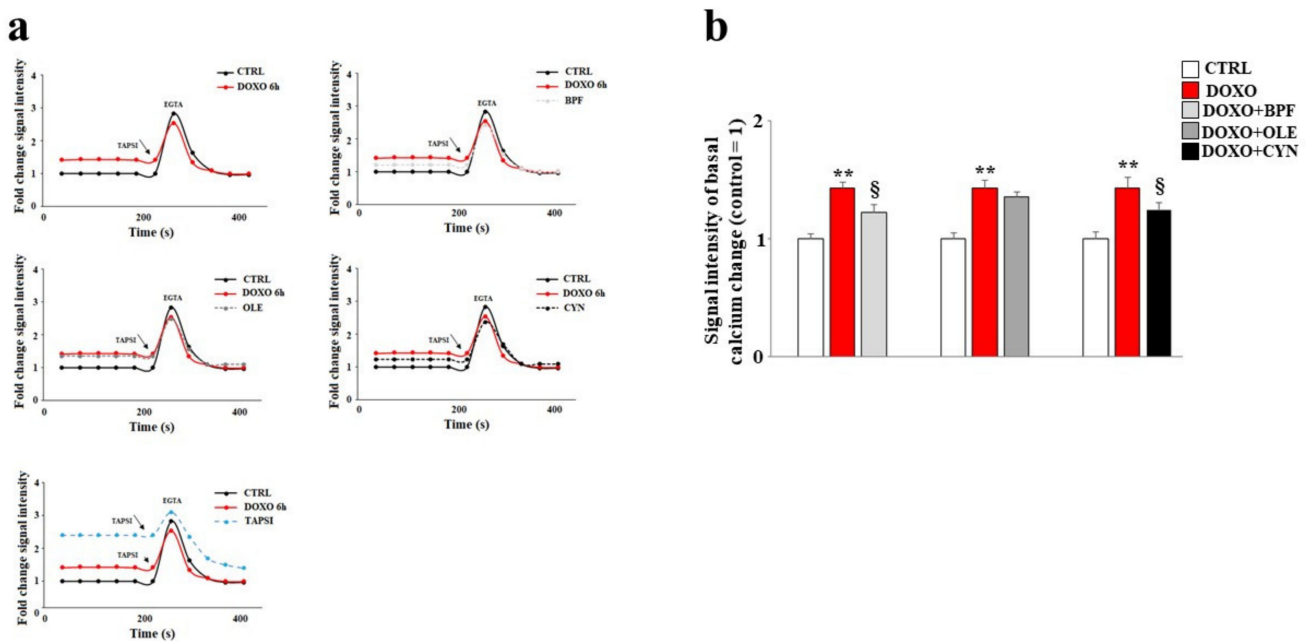 a
Fold change signal intensity
4
3
2
1
0
0
200
400
Time (s)
TAPSI
EGTA
CTRL
DOXO 6h
Fold change signal intensity
4
3
2
1
0
0
200
400
Time (s)
TAPSI
EGTA
CTRL
DOXO 6h
BPF
Fold change signal intensity
4
3
2
1
0
0
200
400
Time (s)
TAPSI
EGTA
CTRL
DOXO 6h
OLE
Fold change signal intensity
4
3
2
1
0
0
200
400
Time (s)
TAPSI
EGTA
CTRL
DOXO 6h
CYN
Fold change signal intensity
4
3
2
1
0
0
200
400
Time (s)
TAPSI
TAPSI
EGTA
CTRL
DOXO 6h
TAPSI
b
Signal intensity of basal
calcium change (control= 1)
2
1
0
**
§
**
**
§
CTRL
DOXO
DOXO+BPF
DOXO+OLE
DOXO+CYN